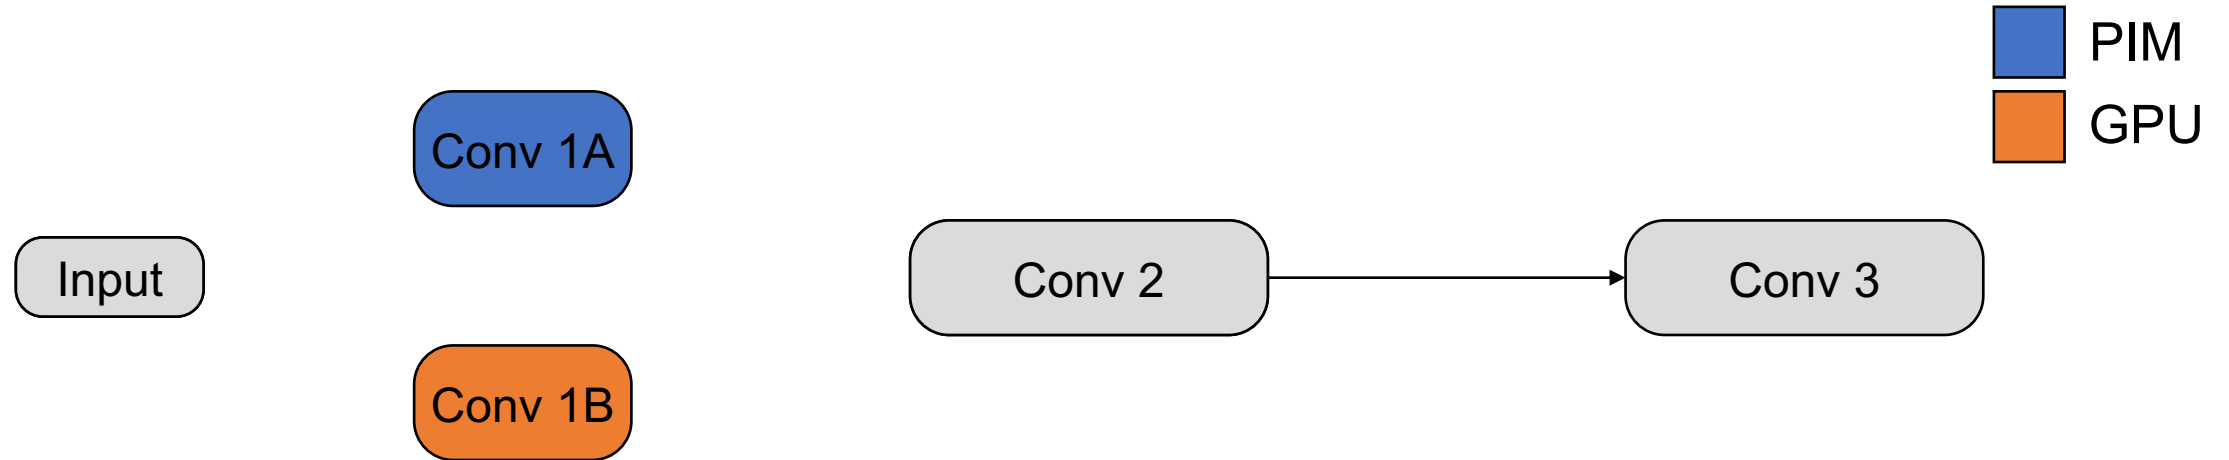 PIM
GPU
Conv 1A
Input
Conv 2
Conv 3
Conv 1B